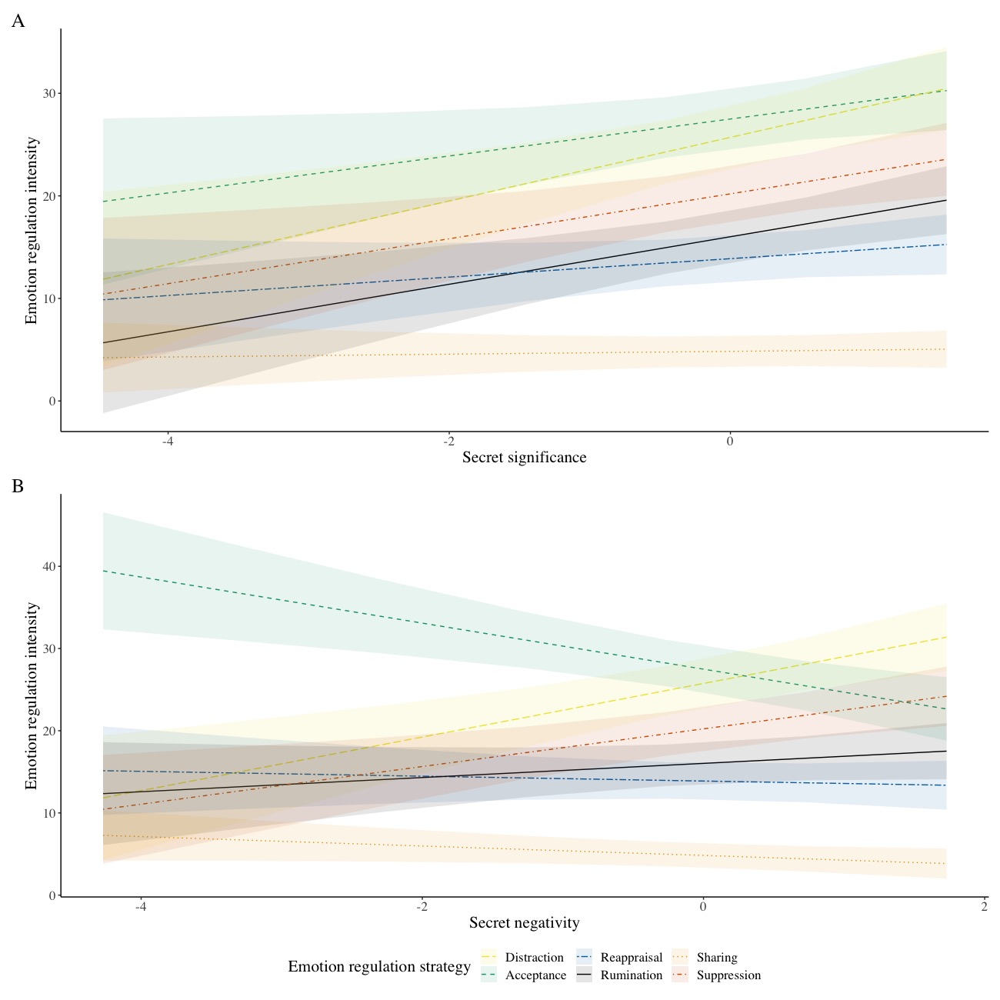 A
Emotion regulation intensity
30
20
10
0
-4
-2
0
Secret significance
B
Emotion regulation intensity
40
30
20
10
0
-4
-2
0
2
Secret negativity
Emotion regulation strategy
Distraction
Reappraisal
Sharing
Acceptance
Rumination
Suppression